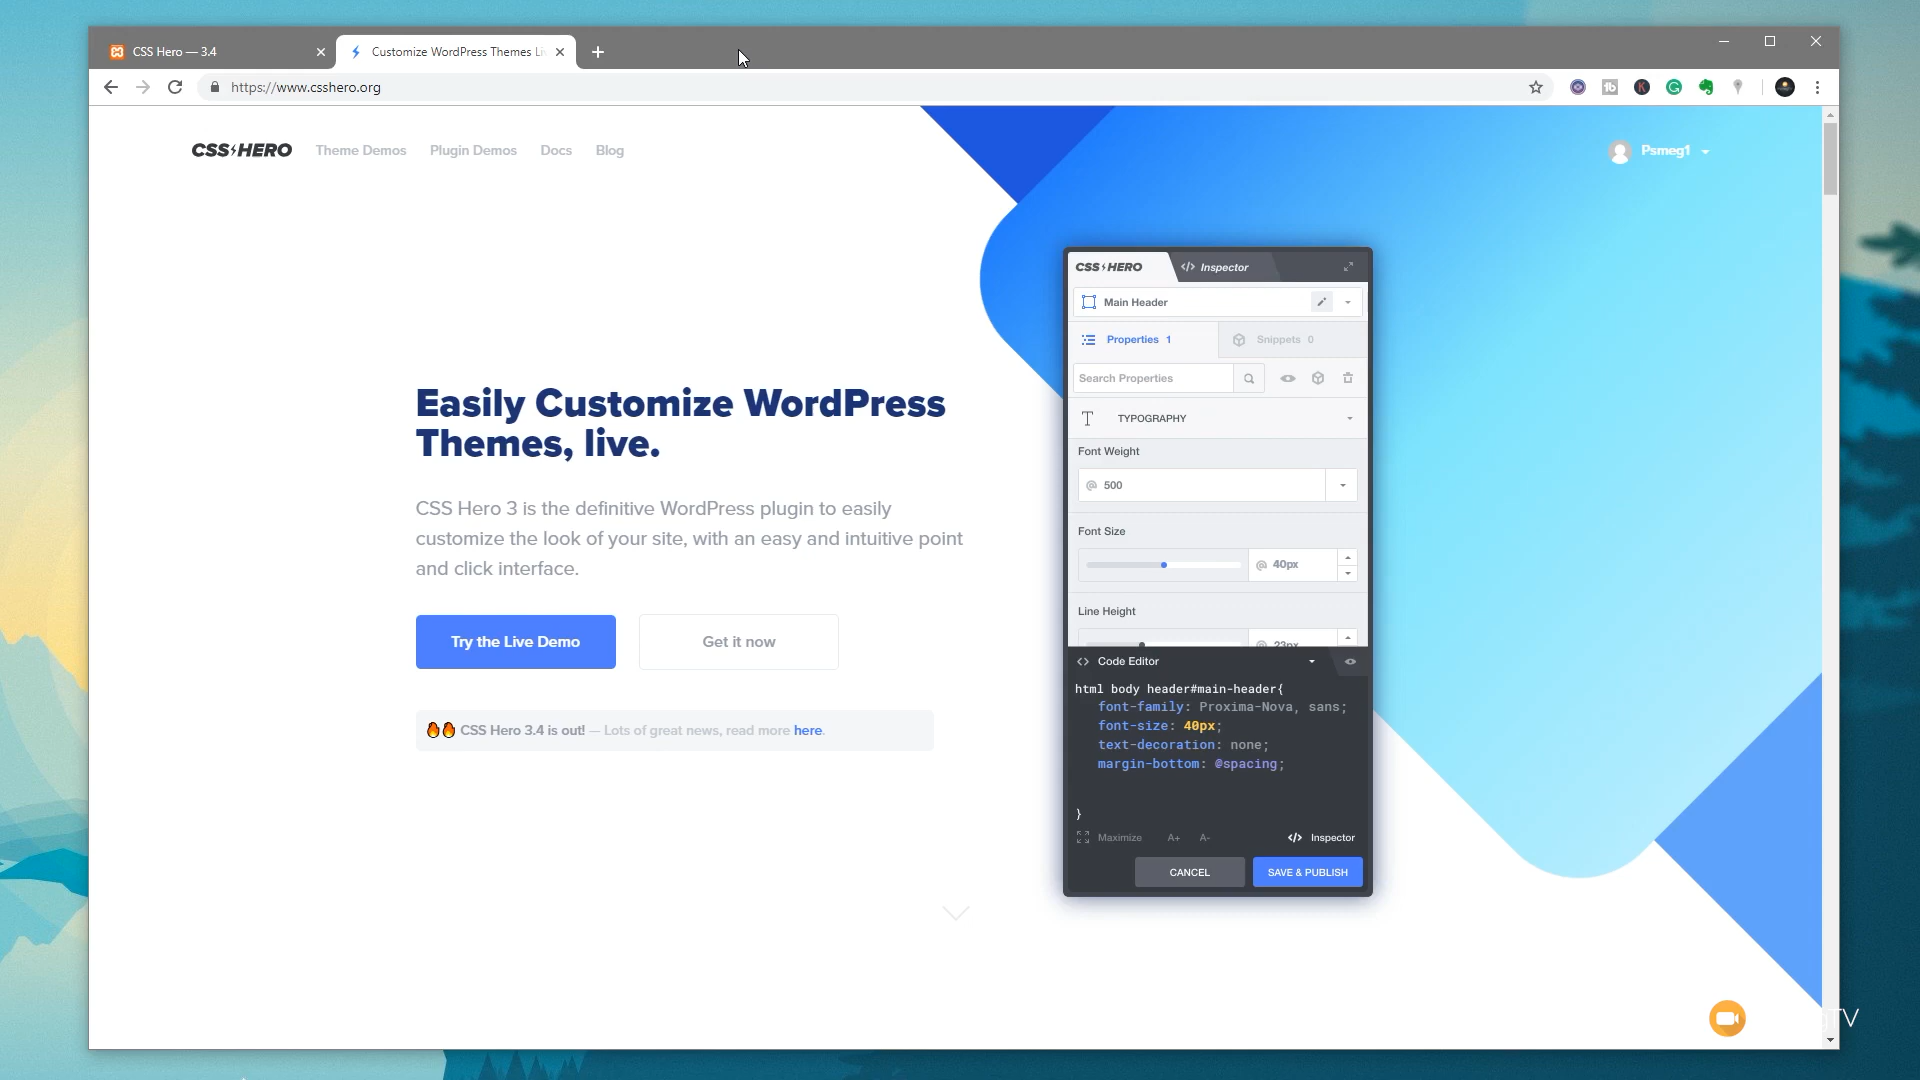 CSS Hero — 3.4
Customize WordPress Themes Li
https://www.csshero.org
CSS HERO
Theme Demos
Plugin Demos
Docs
Blog
Psmeg1
Easily Customize WordPress
Themes, live.
CSS Hero 3 is the definitive WordPress plugin to easily
customize the look of your site, with an easy and intuitive point
and click interface.
Try the Live Demo
Get it now
🔥🔥 CSS Hero 3.4 is out! — Lots of great news, read more here.
CSS HERO
</> Inspector
Main Header
Properties 1
Snippets 0
Search Properties
TYPOGRAPHY
Font Weight
@ 500
Font Size
@ 40px
Line Height
@ 23px
<> Code Editor
html body header#main-header{
font-family: Proxima-Nova, sans;
font-size: 40px;
text-decoration: none;
margin-bottom: @spacing;
}
Maximize
A+
A-
</> Inspector
CANCEL
SAVE & PUBLISH
TV